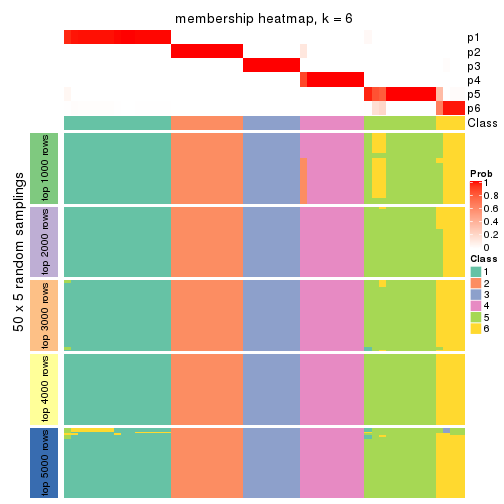 membership heatmap, k = 6
p1
p2
p3
p4
p5
p6
Class
50 x 5 random samplings
top 1000 rows
top 2000 rows
top 3000 rows
top 4000 rows
top 5000 rows
Prob
1
0.8
0.6
0.4
0.2
0
Class
1
2
3
4
5
6